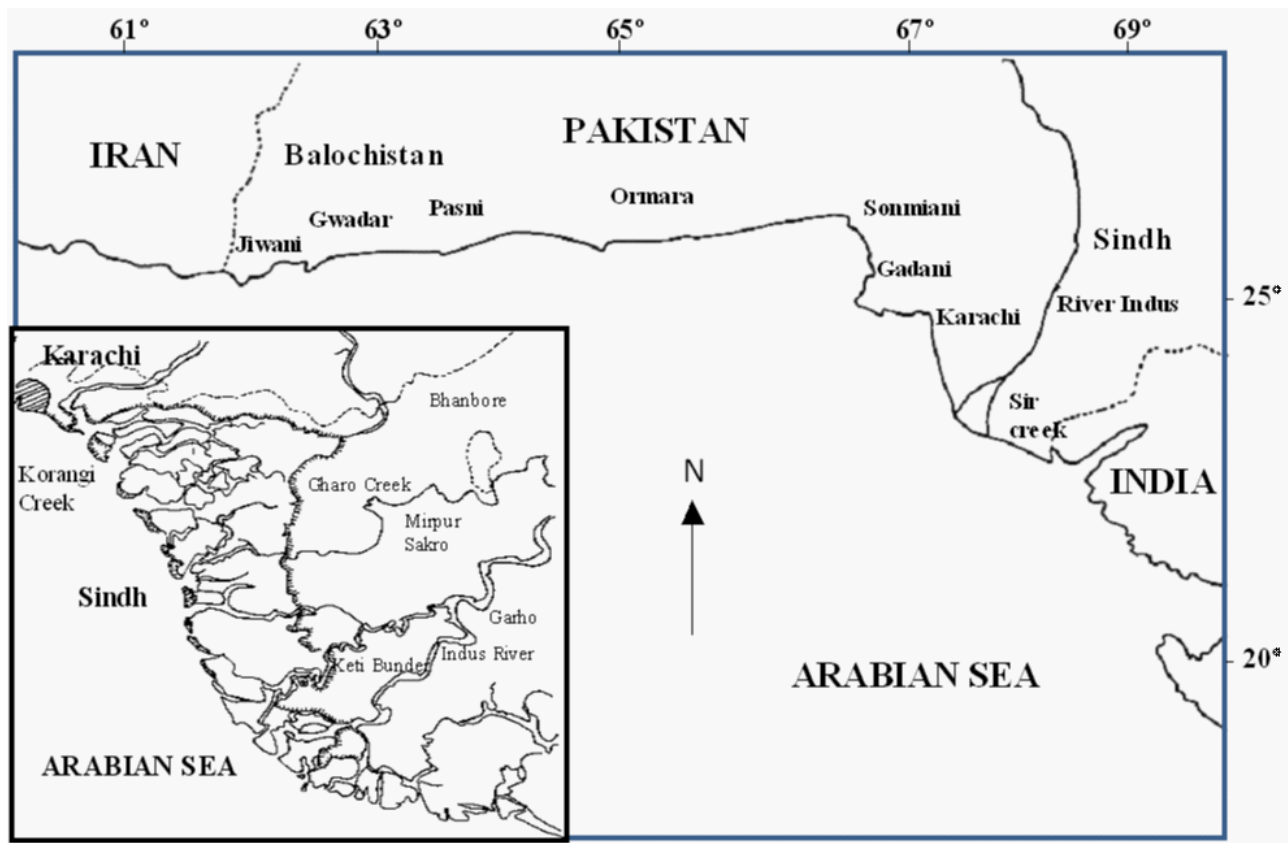 61° 63° 65° 67° 69°
PAKISTAN
IRAN
Balochistan
Ormara
Pasni
Gwadar
Jiwani
Sonmiani
Sindh
Gadani
25°
River Indus
Karachi
Sir
creek
INDIA
N
20°
ARABIAN SEA
Karachi
Bhanbore
Korangi
Creek
Gharo Creek
Mirpur
Sakro
Sindh
Garho
Indus River
Keti Bunder
ARABIAN SEA